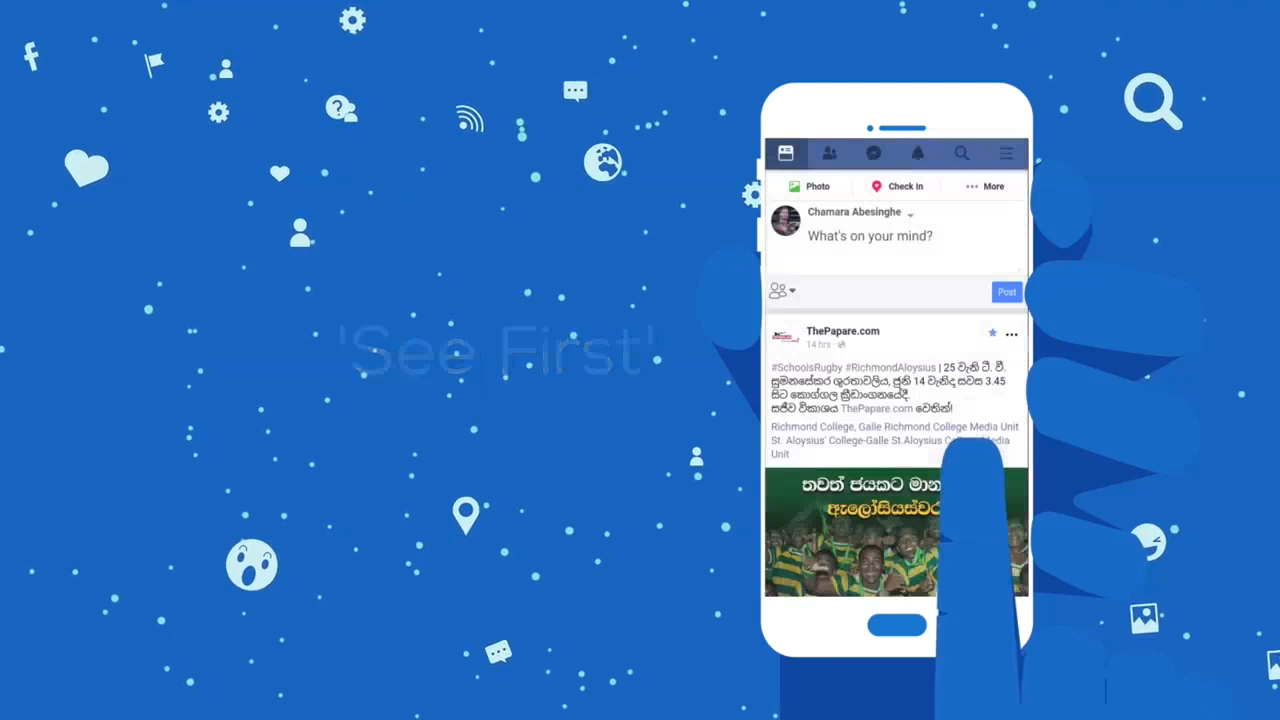 'See First'
Photo
Check In
More
Chamara Abesinghe
What's on your mind?
Post
ThePapare.com
14 hrs ·
#SchoolsRugby #RichmondAloysius | 25 වැනි ටී. වී.
සුමනසේකර ශුරතාවලිය, ජුනි 14 වැනිදා සවස 3.45
සිට කොග්ගල ක්‍රීඩාංගනයේදී.
සජීව විකාශය ThePapare.com වෙතින්!
Richmond College, Galle Richmond College Media Unit
St. Aloysius' College-Galle St.Aloysius College Media
Unit
තවත් ජයකට
ඇලෝසියස්